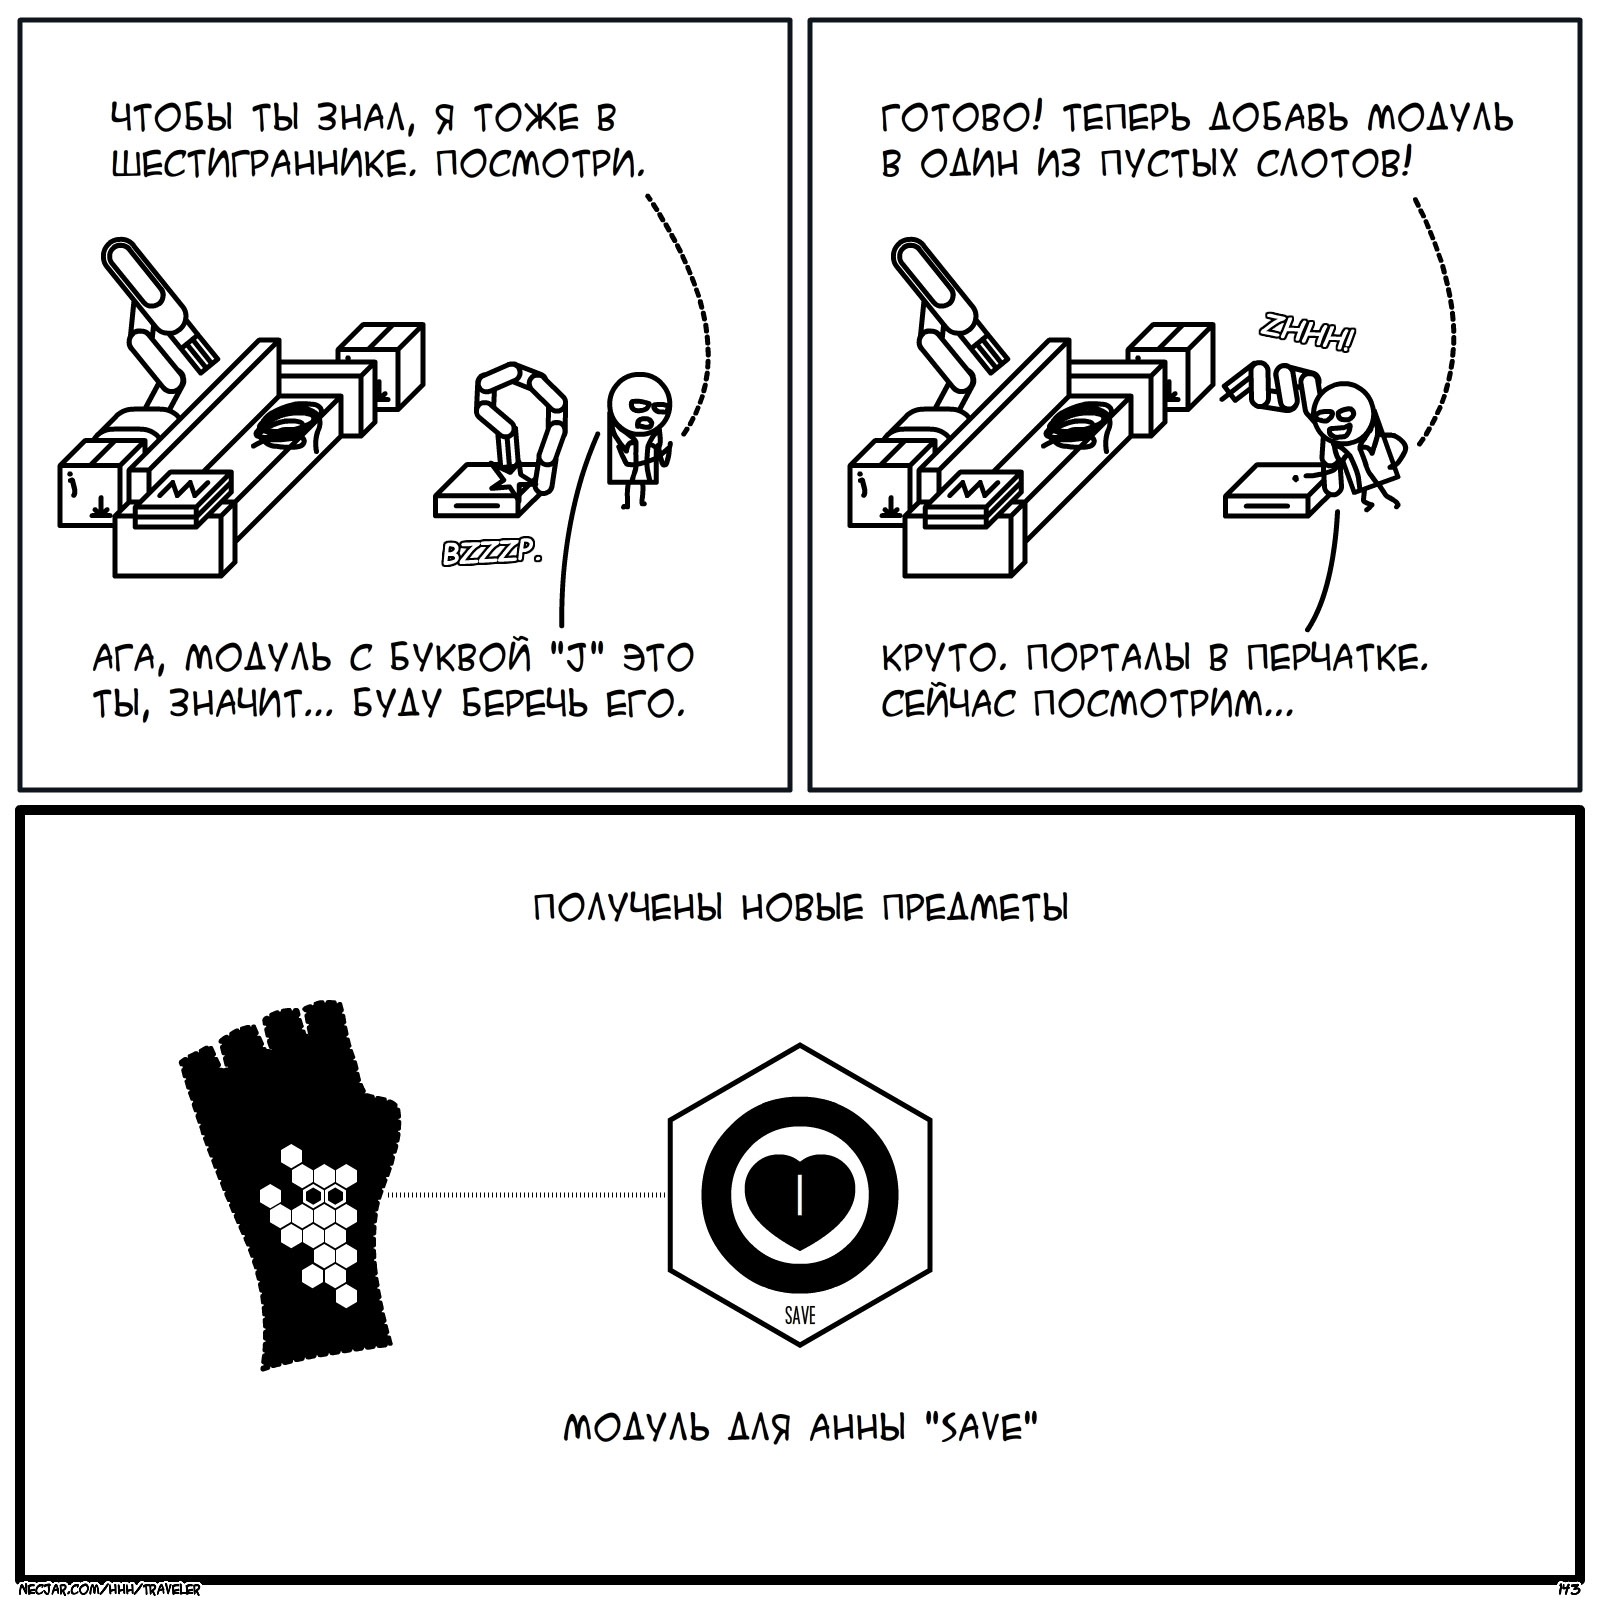 ЧТОБЫ ТЫ ЗНАЛ, Я ТОЖЕ В
ШЕСТИГРАННИКЕ. ПОСМОТРИ.
BZZZP.
АГА, МОДУЛЬ С БУКВОЙ "J" ЭТО
ТЫ, ЗНАЧИТ... БУДУ БЕРЕЧЬ ЕГО.
ГОТОВО! ТЕПЕРЬ ДОБАВЬ МОДУЛЬ
В ОДИН ИЗ ПУСТЫХ СЛОТОВ!
ZHHH!
КРУТО. ПОРТАЛЫ В ПЕРЧАТКЕ.
СЕЙЧАС ПОСМОТРИМ...
ПОЛУЧЕНЫ НОВЫЕ ПРЕДМЕТЫ
SAVE
МОДУЛЬ ДЛЯ АННЫ "SAVE"
NECJAR.COM/HHH/TRAVELER
143